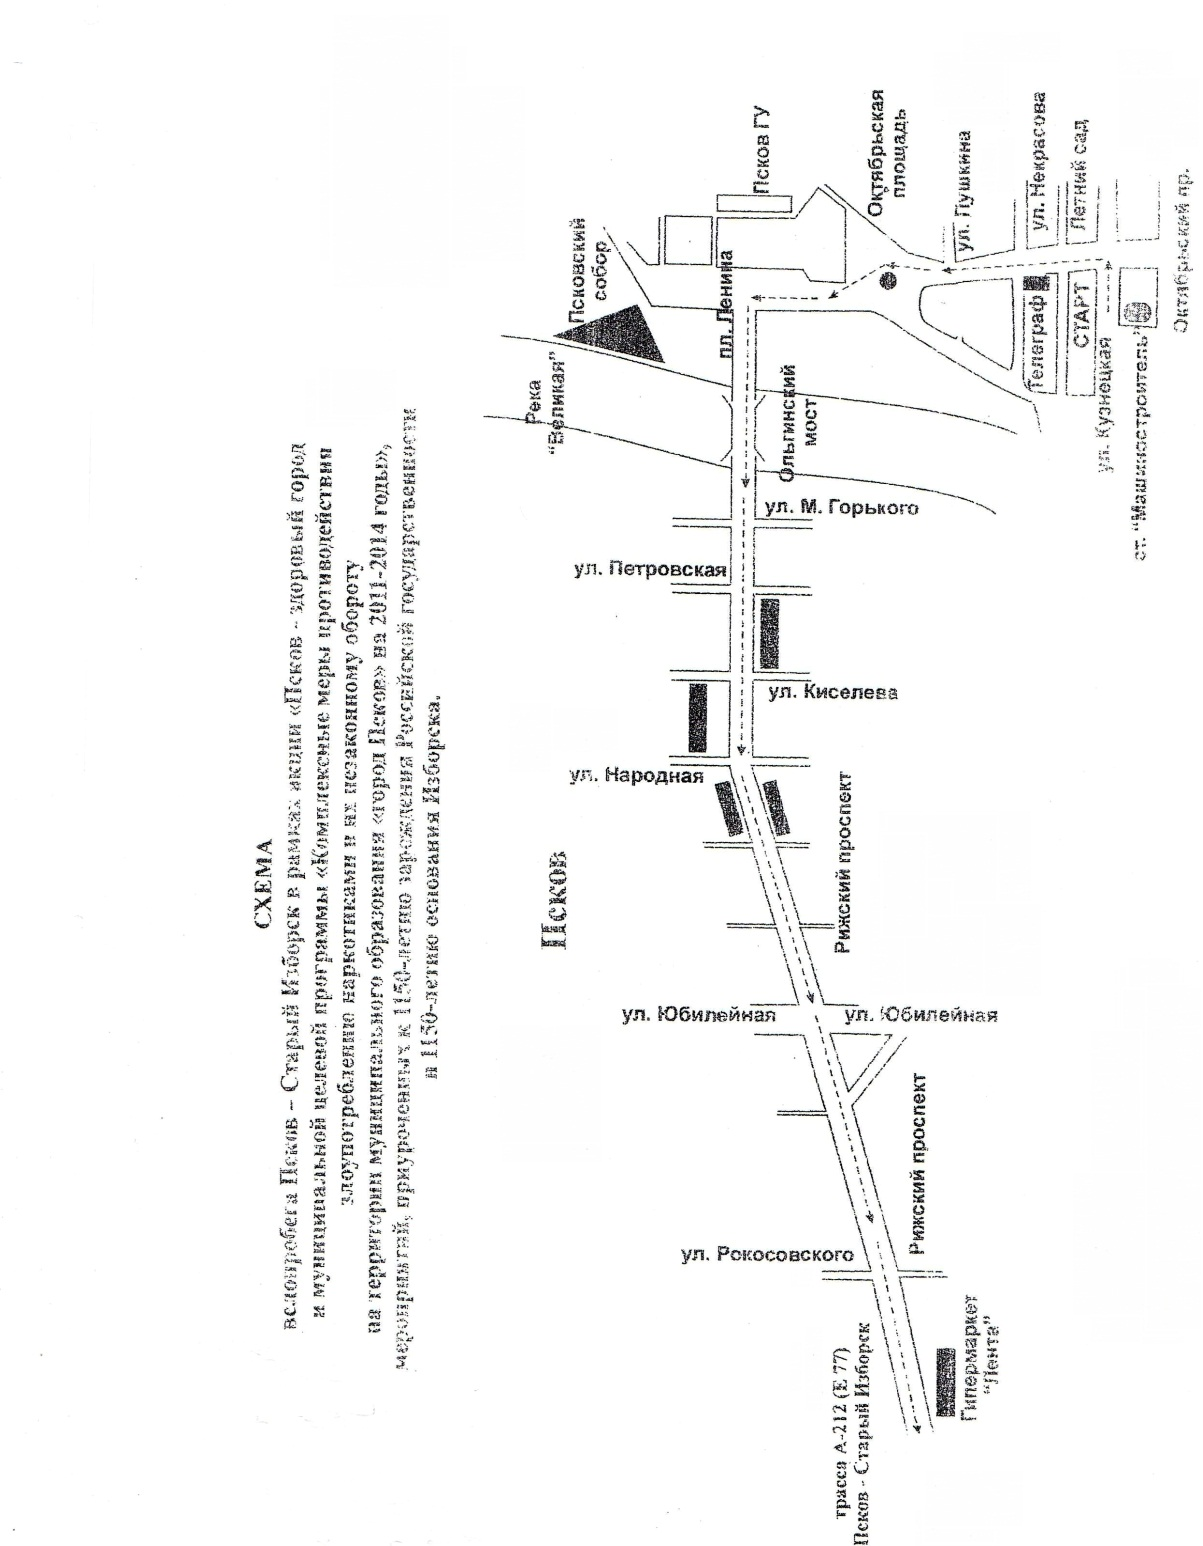 СХЕМА
велопробега Псков – Старый Изборск в рамках акции «Псков - здоровый город
и муниципальной целевой программы «Комплексные меры противодействия
злоупотреблению наркотиками и их незаконному обороту
на территории муниципального образования «город Псков» на 2011-2014 годы»,
мероприятий, приуроченных к 1150-летию зарождения Российской государственности
и 1150-летию основания Изборска.
Псков
Река
“Великая”
Псковский
собор
пл. Ленина
Псков ГУ
Октябрьская
площадь
ул. Пушкина
ул. Некрасова
Летний сад
Октябрьский пр.
Телеграф
СТАРТ
ул. Кузнецкая
ст. “Машиностроитель”
Ольгинский
мост
ул. М. Горького
ул. Петровская
ул. Киселева
ул. Народная
Рижский проспект
ул. Юбилейная
ул. Юбилейная
Рижский проспект
ул. Рокосовского
трасса А-212 (Е 77)
Псков - Старый Изборск
Гипермаркет
“Лента”